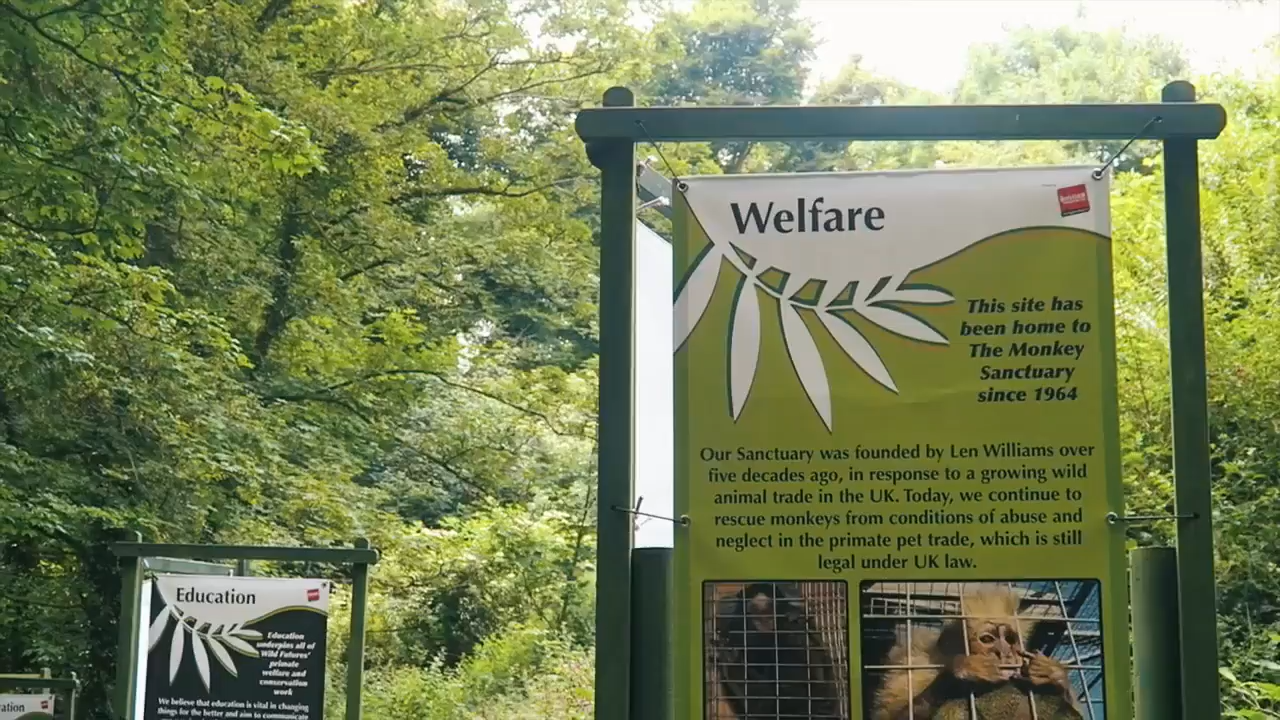 Welfare
This site has
been home to
The Monkey
Sanctuary
since 1964
Our Sanctuary was founded by Len Williams over
five decades ago, in response to a growing wild
animal trade in the UK. Today, we continue to
rescue monkeys from conditions of abuse and
neglect in the primate pet trade, which is still
legal under UK law.
Education
Education
underpins all of
Wild Futures'
primate
welfare and
conservation
work
We believe that education is vital in changing
things for the better and aim to communicate